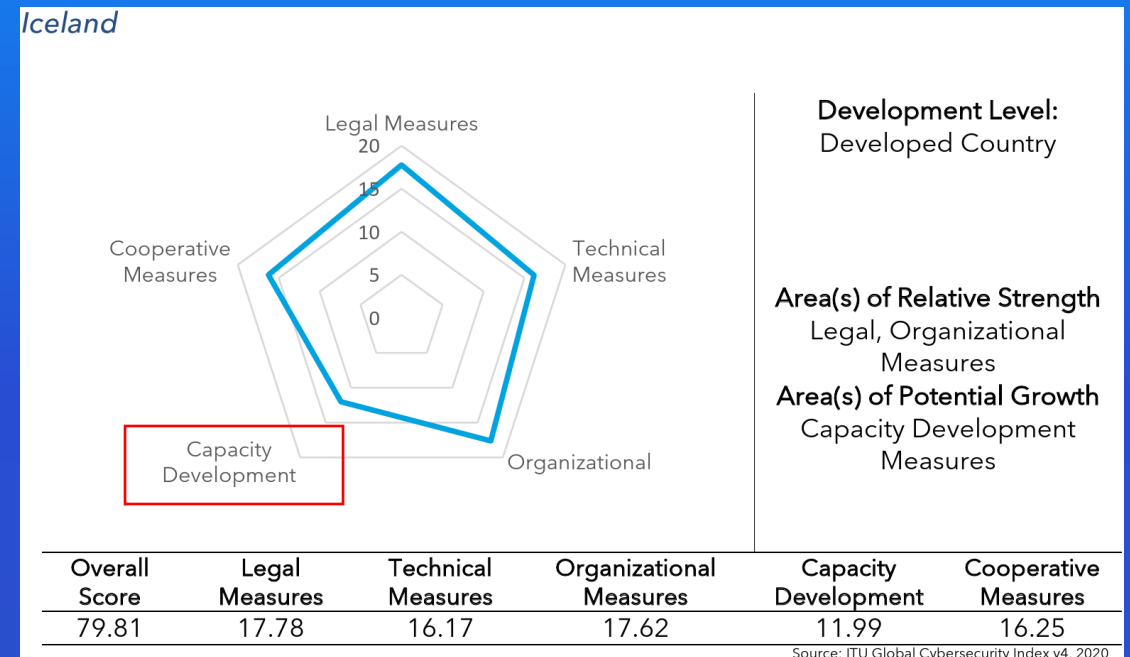 Iceland
Legal Measures
20
15
10
5
0
Cooperative
Measures
Technical
Measures
Capacity
Development
Organizational
Development Level:
Developed Country
Area(s) of Relative Strength
Legal, Organizational
Measures
Area(s) of Potential Growth
Capacity Development
Measures
Overall Score Legal Measures Technical Measures Organizational Measures Capacity Development Cooperative Measures
79.81 17.78 16.17 17.62 11.99 16.25
Source: ITU Global Cybersecurity Index v4, 2020